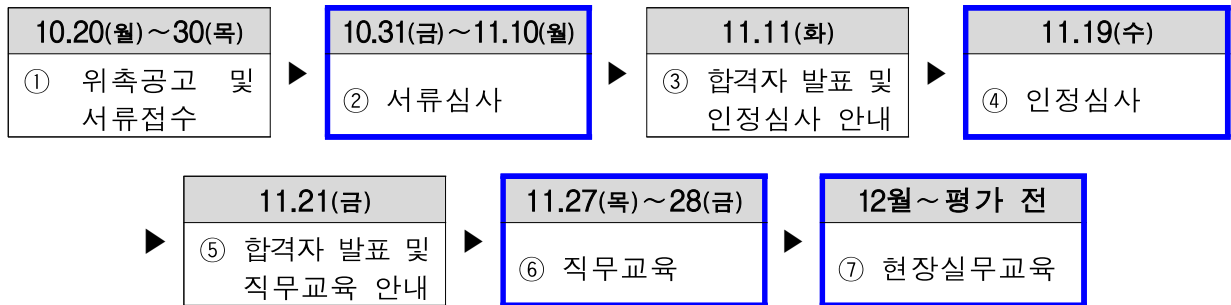 10.20(월)~30(목)
① 위촉공고 및
서류접수
▶
10.31(금)~11.10(월)
② 서류심사
▶
11.11(화)
③ 합격자 발표 및
인정심사 안내
▶
11.19(수)
④ 인정심사
▶
11.21(금)
⑤ 합격자 발표 및
직무교육 안내
▶
11.27(목)~28(금)
⑥ 직무교육
▶
12월~평가 전
⑦ 현장실무교육